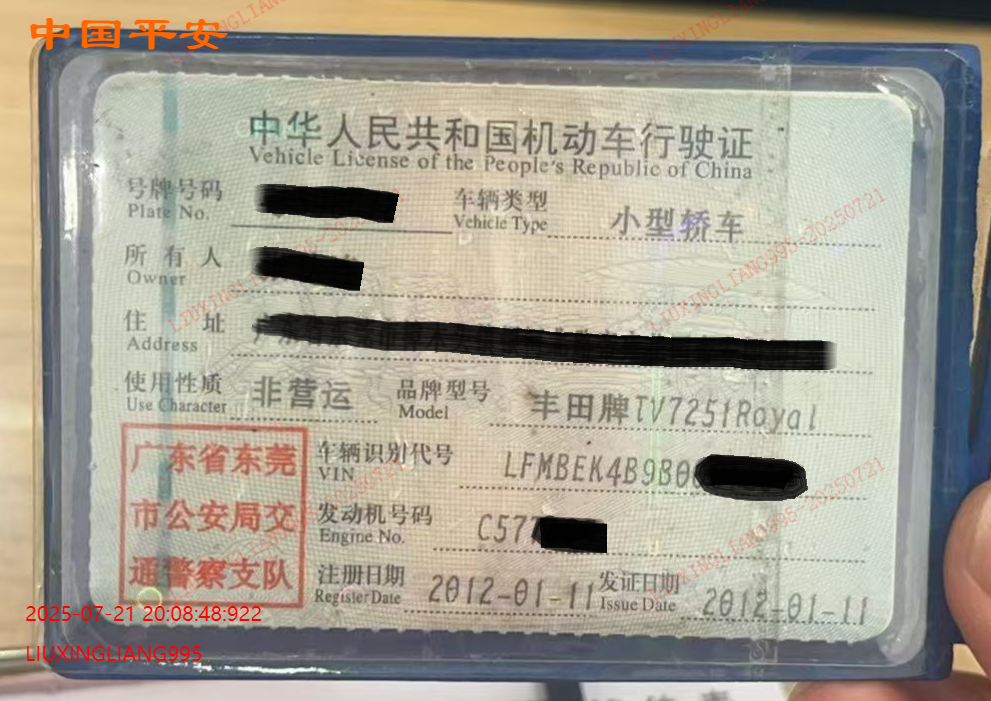 中国平安
中华人民共和国机动车行驶证
Vehicle License of the People's Republic of China
号牌号码
Plate No.
车辆类型
Vehicle Type
小型轿车
所有人
Owner
住址
Address
使用性质
Use Character
非营运
品牌型号
Model
丰田牌TV7251Royal
广东省东莞
市公安局交
通警察支队
车辆识别代号
VIN
LFMBEK4B9B0
发动机号码
Engine No.
C577
注册日期
Register Date
2012-01-11
发证日期
Issue Date
2012-01-11
2025-07-21 20:08:48:922
LIUXINGLIANG995
LIUXINGLIANG995-20250721